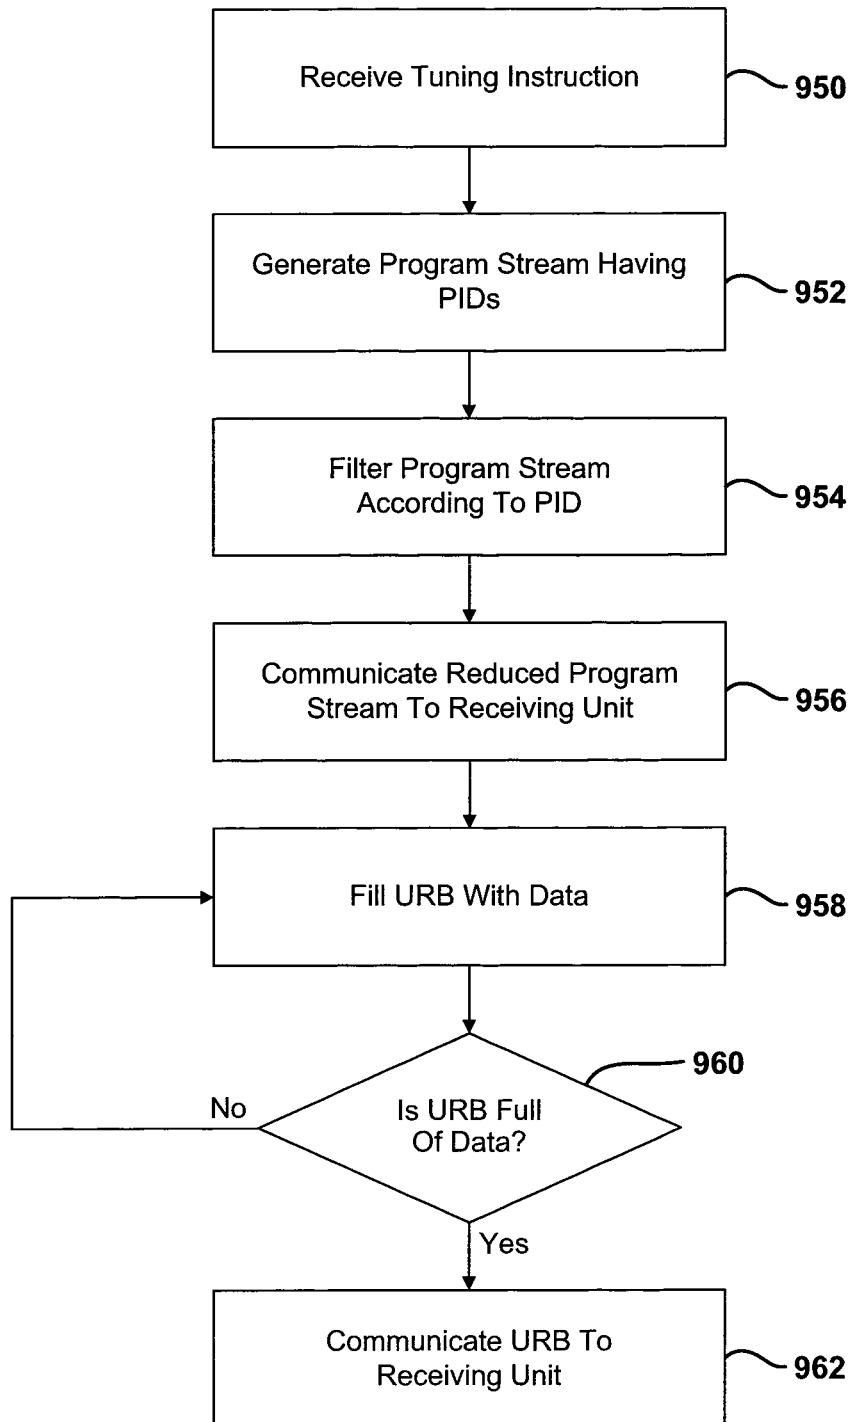 Receive Tuning Instruction
950
Generate Program Stream Having
PIDs
952
Filter Program Stream
According To PID
954
Communicate Reduced Program
Stream To Receiving Unit
956
Fill URB With Data
958
960
Is URB Full
Of Data?
No
Yes
Communicate URB To
Receiving Unit
962